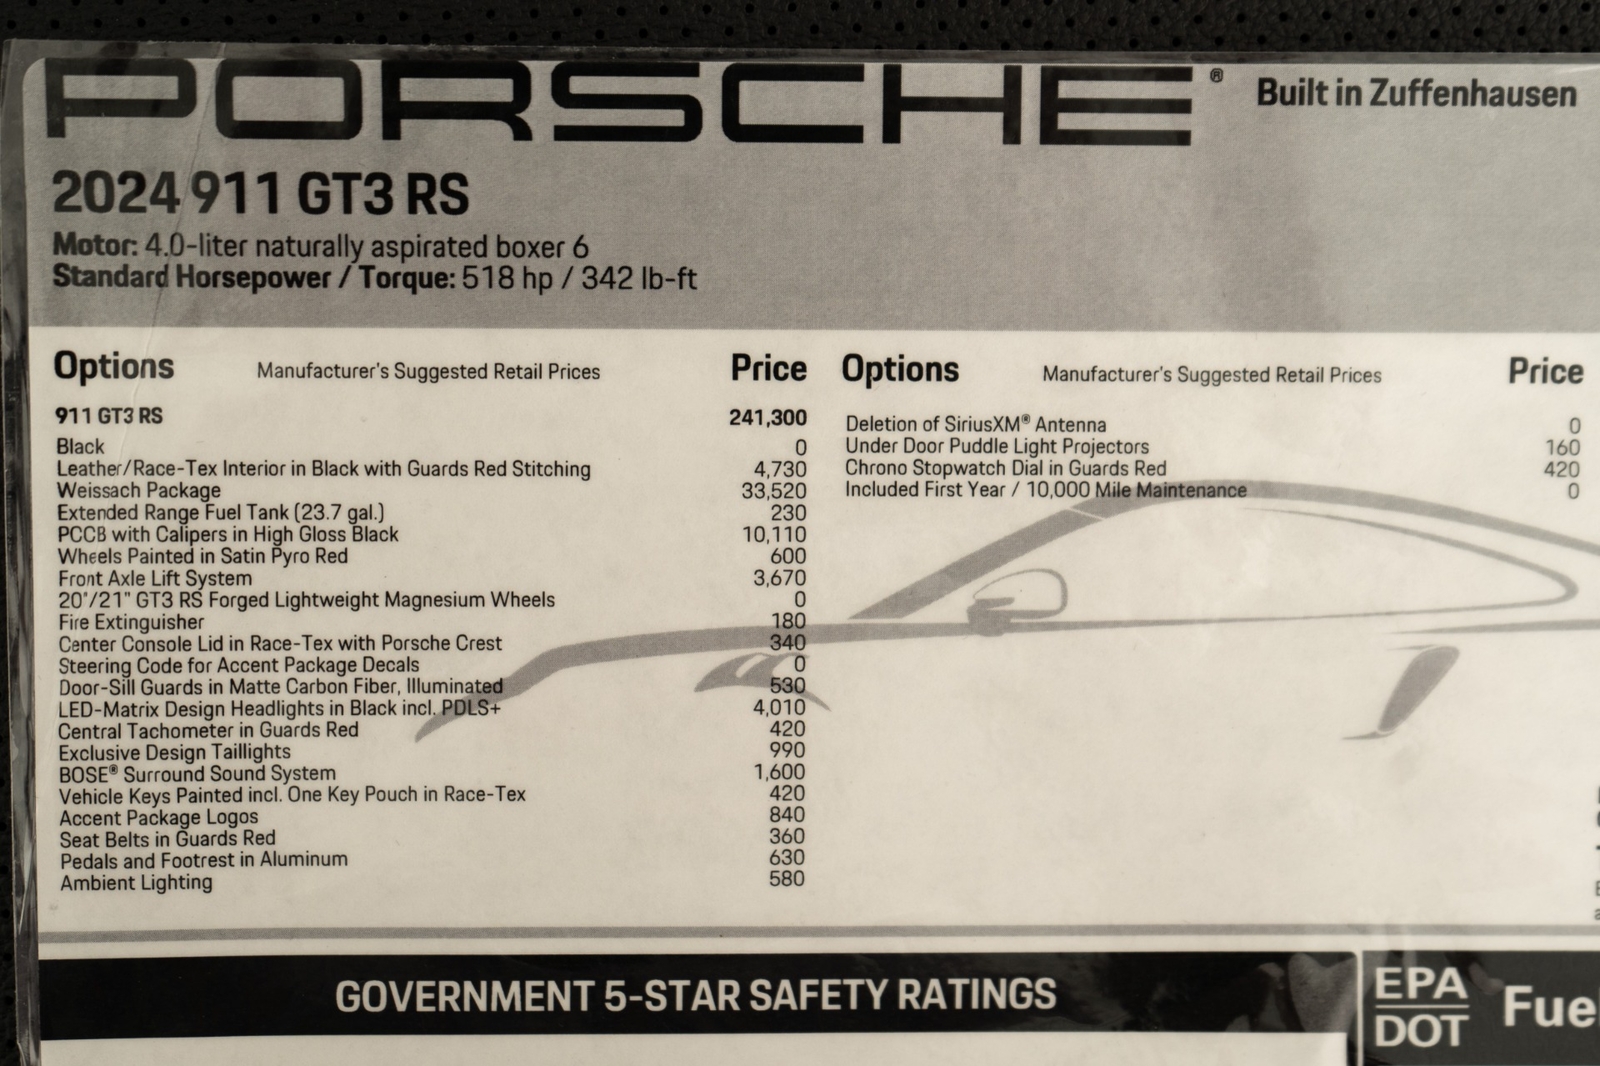 PORSCHE® Built in Zuffenhausen
2024 911 GT3 RS
Motor: 4.0-liter naturally aspirated boxer 6
Standard Horsepower / Torque: 518 hp / 342 lb-ft
Options Manufacturer's Suggested Retail Prices Price
911 GT3 RS 241,300
Black 0
Leather/Race-Tex Interior in Black with Guards Red Stitching 4,730
Weissach Package 33,520
Extended Range Fuel Tank (23.7 gal.) 230
PCCB with Calipers in High Gloss Black 10,110
Wheels Painted in Satin Pyro Red 600
Front Axle Lift System 3,670
20"/21" GT3 RS Forged Lightweight Magnesium Wheels 0
Fire Extinguisher 180
Center Console Lid in Race-Tex with Porsche Crest 340
Steering Code for Accent Package Decals 0
Door-Sill Guards in Matte Carbon Fiber, Illuminated 530
LED-Matrix Design Headlights in Black incl. PDLS+ 4,010
Central Tachometer in Guards Red 420
Exclusive Design Taillights 990
BOSE® Surround Sound System 1,600
Vehicle Keys Painted incl. One Key Pouch in Race-Tex 420
Accent Package Logos 840
Seat Belts in Guards Red 360
Pedals and Footrest in Aluminum 630
Ambient Lighting 580
Options Manufacturer's Suggested Retail Prices Price
Deletion of SiriusXM® Antenna 0
Under Door Puddle Light Projectors 160
Chrono Stopwatch Dial in Guards Red 420
Included First Year / 10,000 Mile Maintenance 0
GOVERNMENT 5-STAR SAFETY RATINGS
EPA
DOT
Fuel